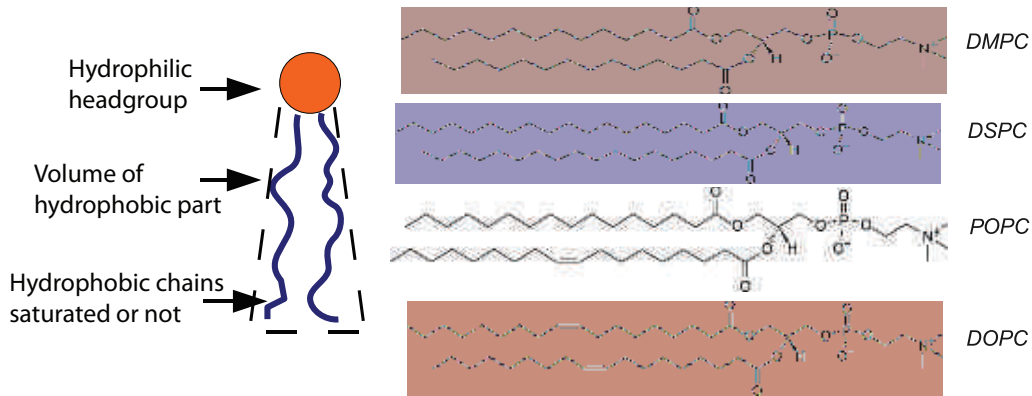 Hydrophilic
headgroup
Volume of
hydrophobic part
Hydrophobic chains
saturated or not
O
O
O
H
O
O
P
O
O⁻
O
N⁺
DMPC
O
O
O
H
O
O
P
O
O⁻
O
N⁺
DSPC
O
O
O
H
O
O
P
O
O⁻
O
N⁺
POPC
O
O
O
H
O
O
P
O
O⁻
O
N⁺
DOPC